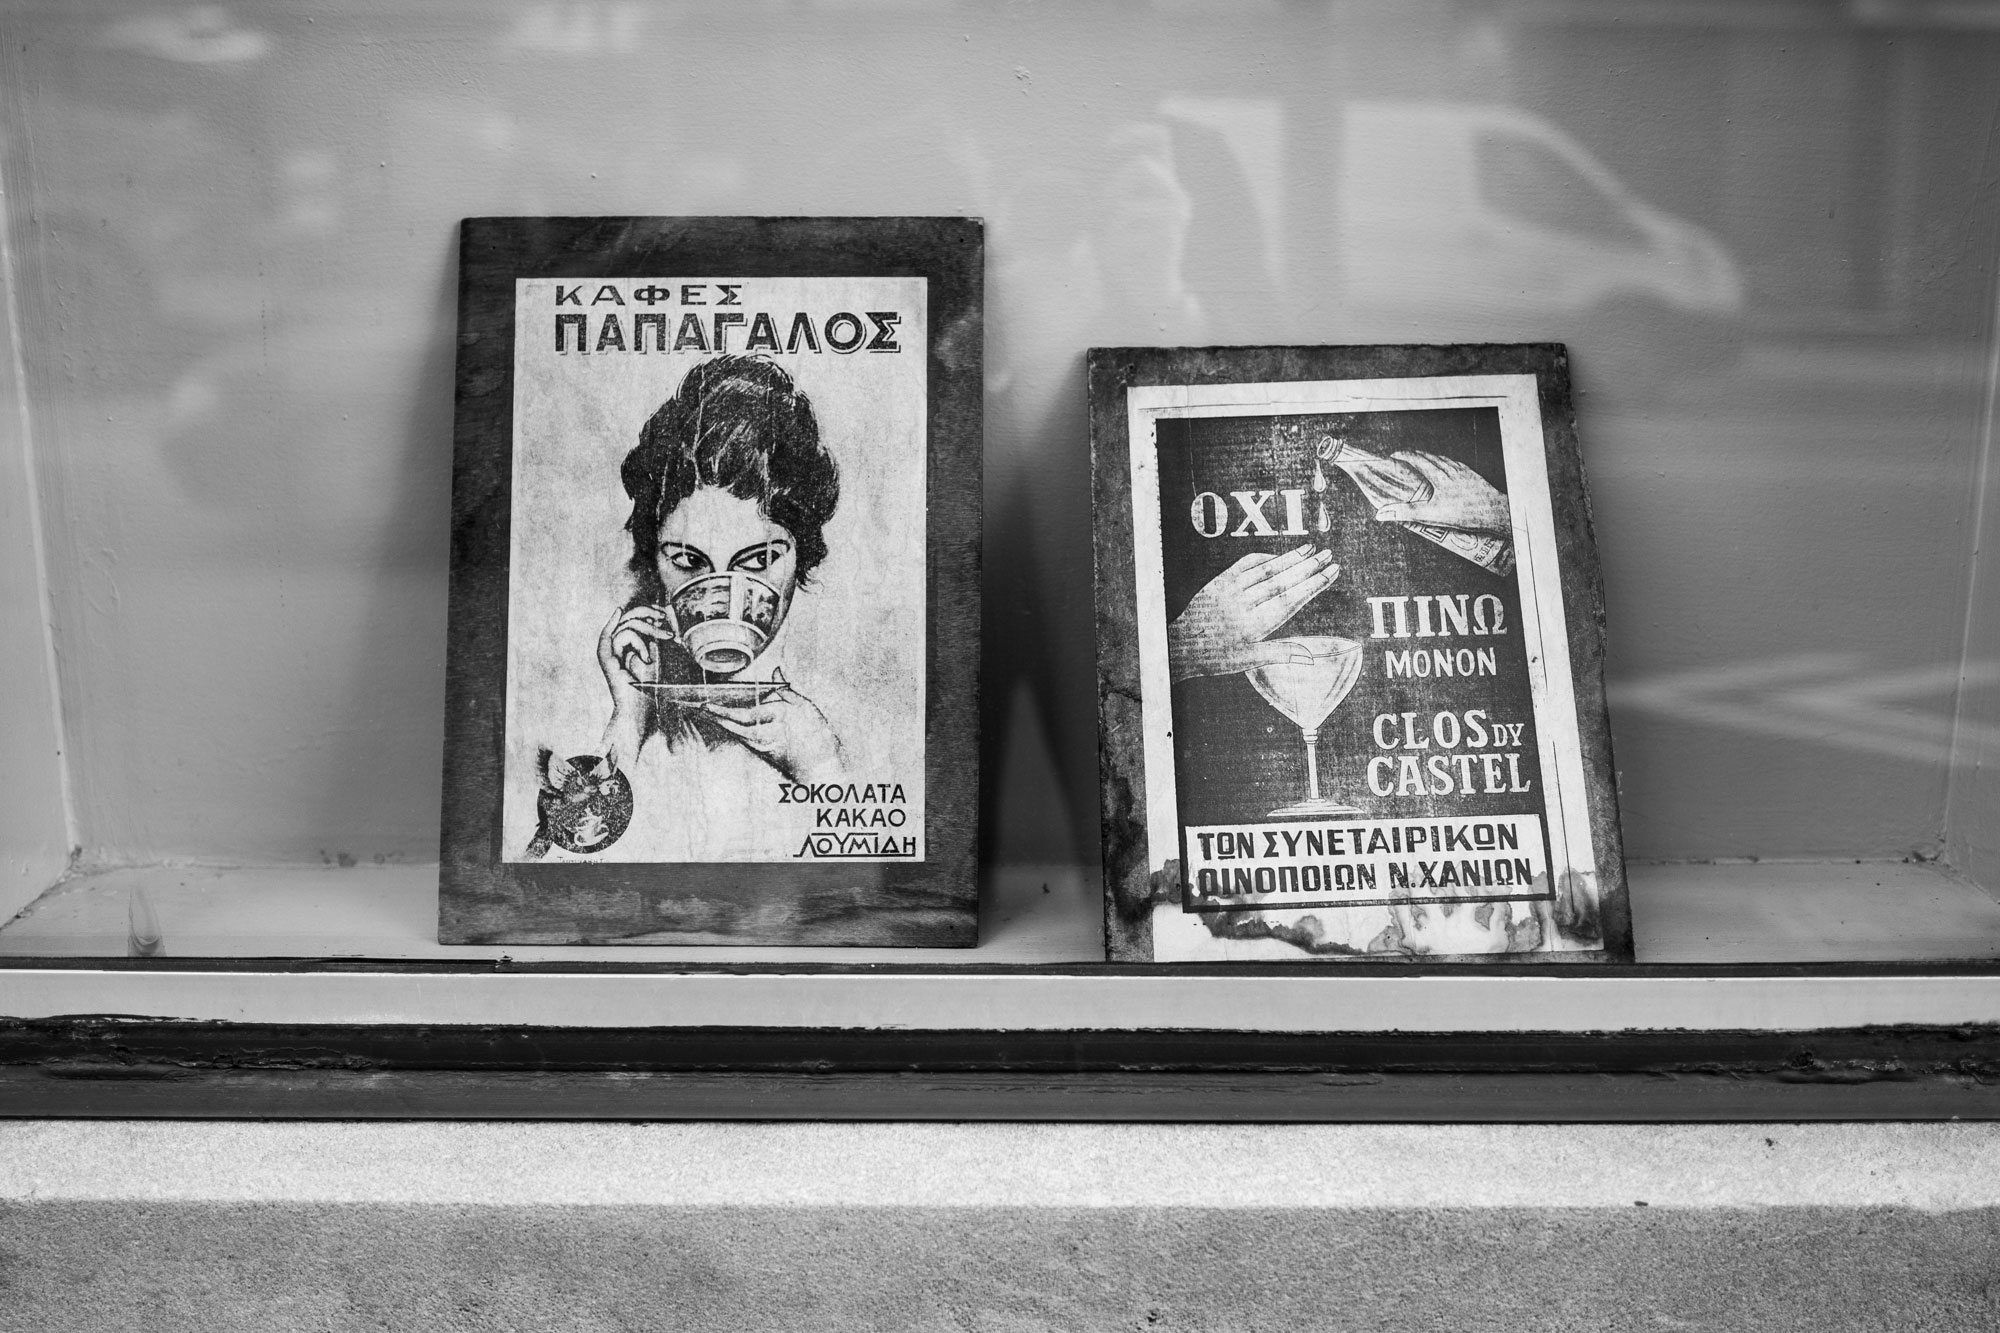 ΚΑΦΕΣ
ΠΑΠΑΓΑΛΟΣ
ΣΟΚΟΛΑΤΑ
ΚΑΚΑΟ
ΛΟΥΜΙΔΗ
ΟΧΙ
ΠΙΝΩ
ΜΟΝΟΝ
CLOS DY
CASTEL
ΤΩΝ ΣΥΝΕΤΑΙΡΙΚΩΝ
ΟΙΝΟΠΟΙΩΝ Ν. ΧΑΝΙΩΝ